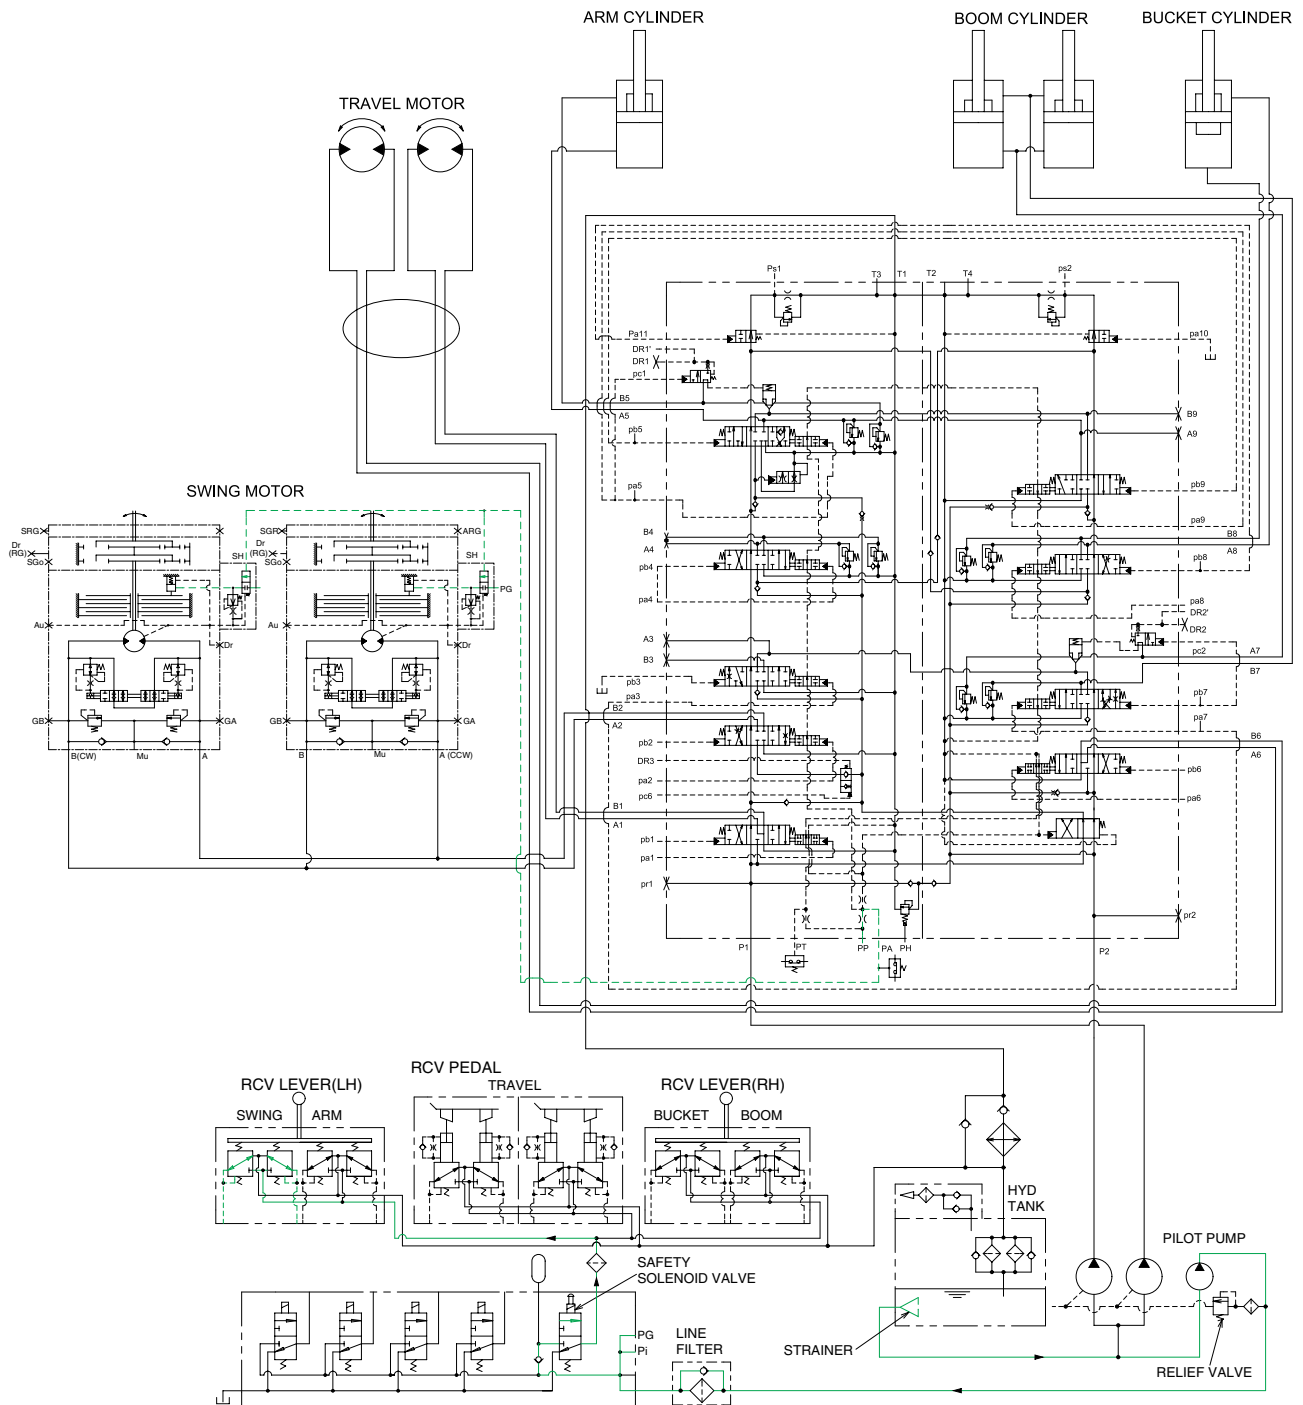 ARM CYLINDER
BOOM CYLINDER
BUCKET CYLINDER
TRAVEL MOTOR
Ps1
T3
T1
T2
T4
ps2
Pa11
pa10
DR1'
DR1
pc1
B5
A5
B9
A9
pb5
pa5
pb9
pa9
SWING MOTOR
SRG
SGR
ARG
Dr
(RG)
SGo
SH
Dr
(RG)
SGo
SH
PG
B4
A4
pb4
pa4
B8
A8
pb8
pa8
DR2'
DR2
Au
Dr
Au
Dr
A3
B3
pb3
pa3
pc2
A7
B7
pb7
pa7
GB
GA
GB
GA
B2
A2
pb2
DR3
pa2
pc6
B6
A6
pb6
pa6
B(CW)
Mu
A
B
Mu
A (CCW)
B1
A1
pb1
pa1
pr1
pr2
P1
PT
PP
PA
PH
P2
RCV PEDAL
TRAVEL
RCV LEVER(LH)
SWING
ARM
RCV LEVER(RH)
BUCKET
BOOM
HYD
TANK
PILOT PUMP
SAFETY
SOLENOID VALVE
PG
Pi
LINE
FILTER
STRAINER
RELIEF VALVE